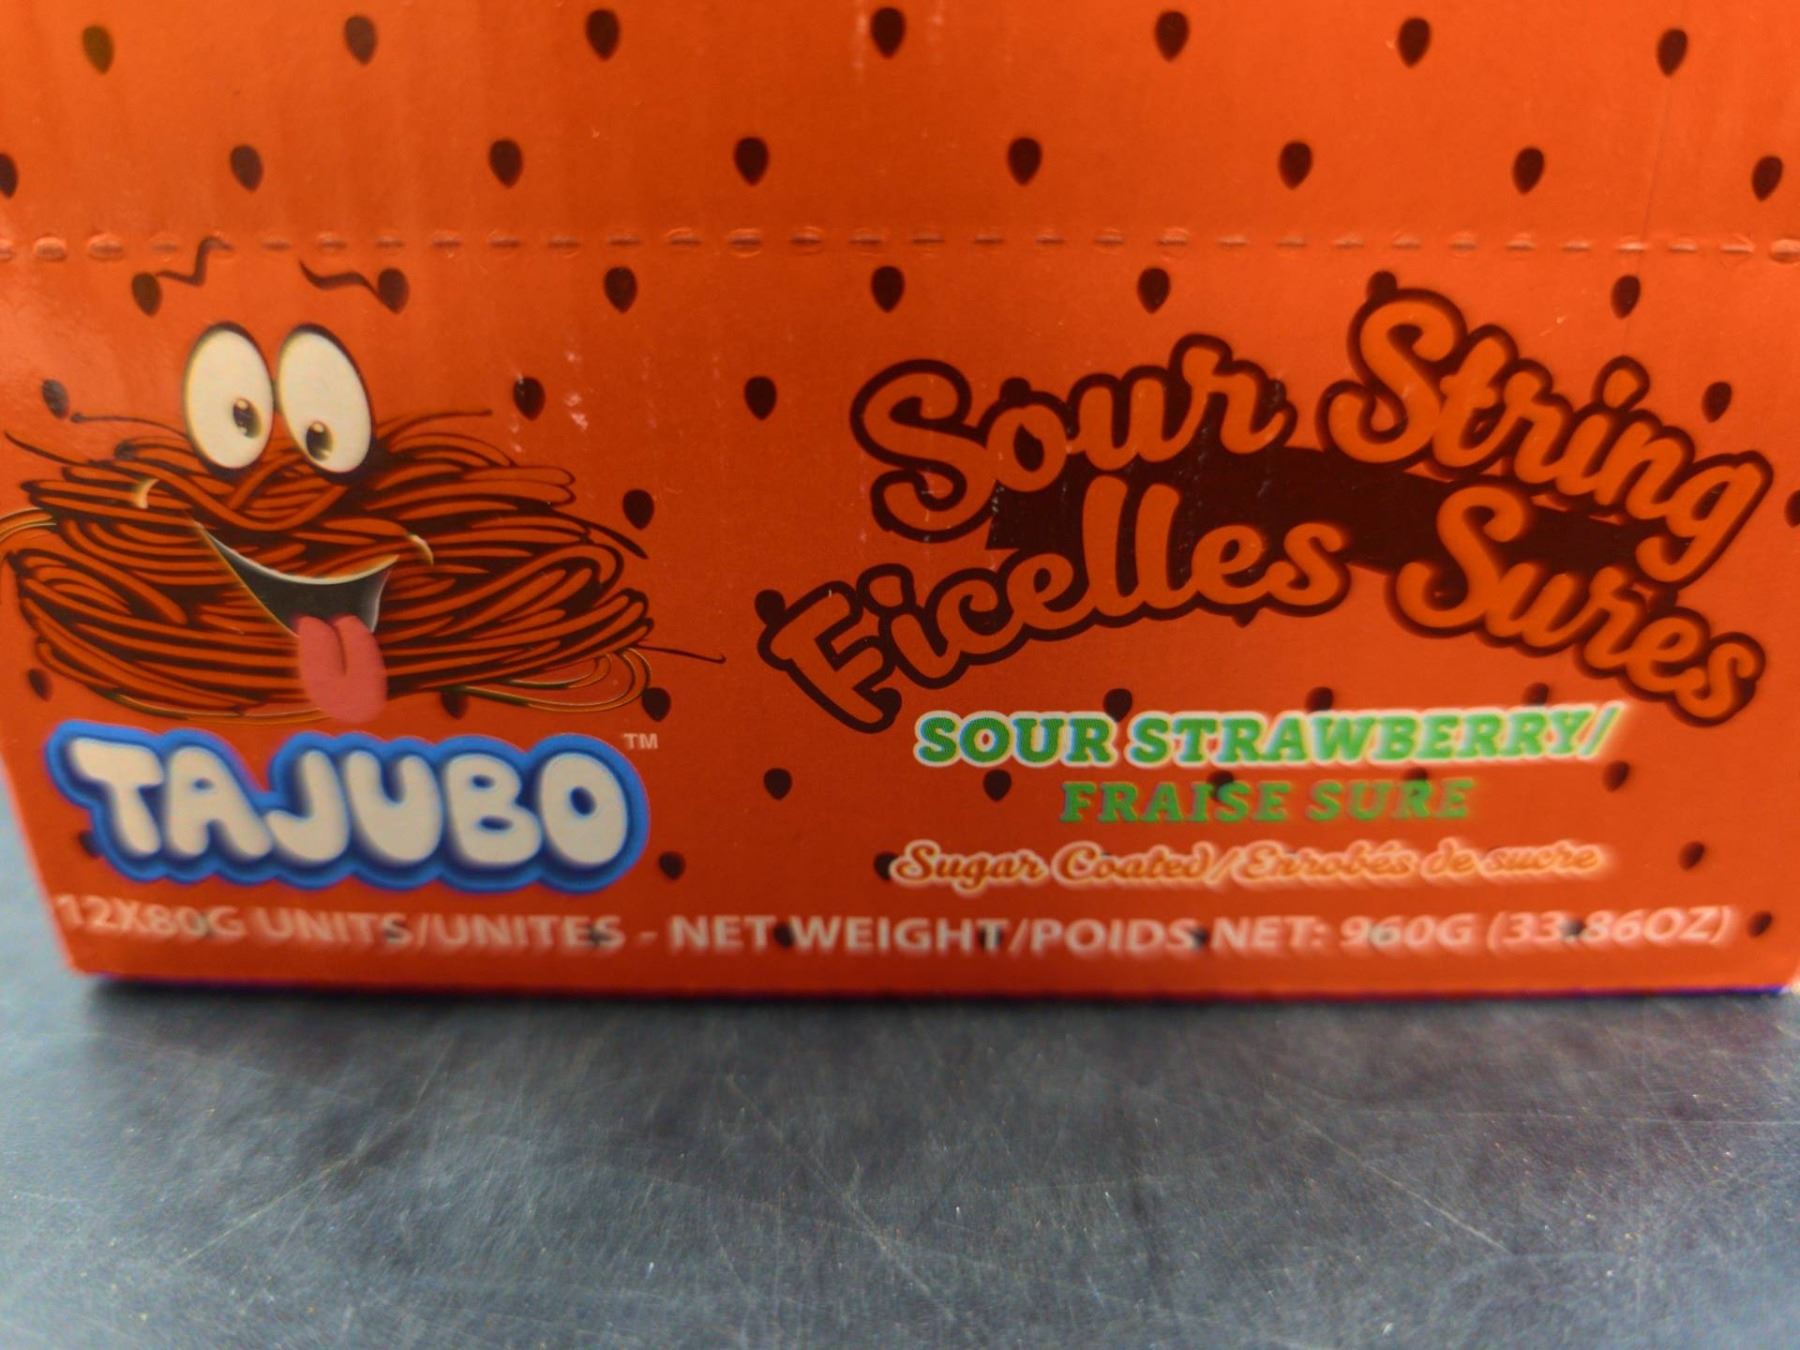 Sour String
Ficelles Sures
SOUR STRAWBERRY/
FRAISE SURE
Sugar Coated/Enrobés de sucre
TAJUBO™
12X80G UNITS/UNITES - NET WEIGHT/POIDS NET: 960G (33.86OZ)